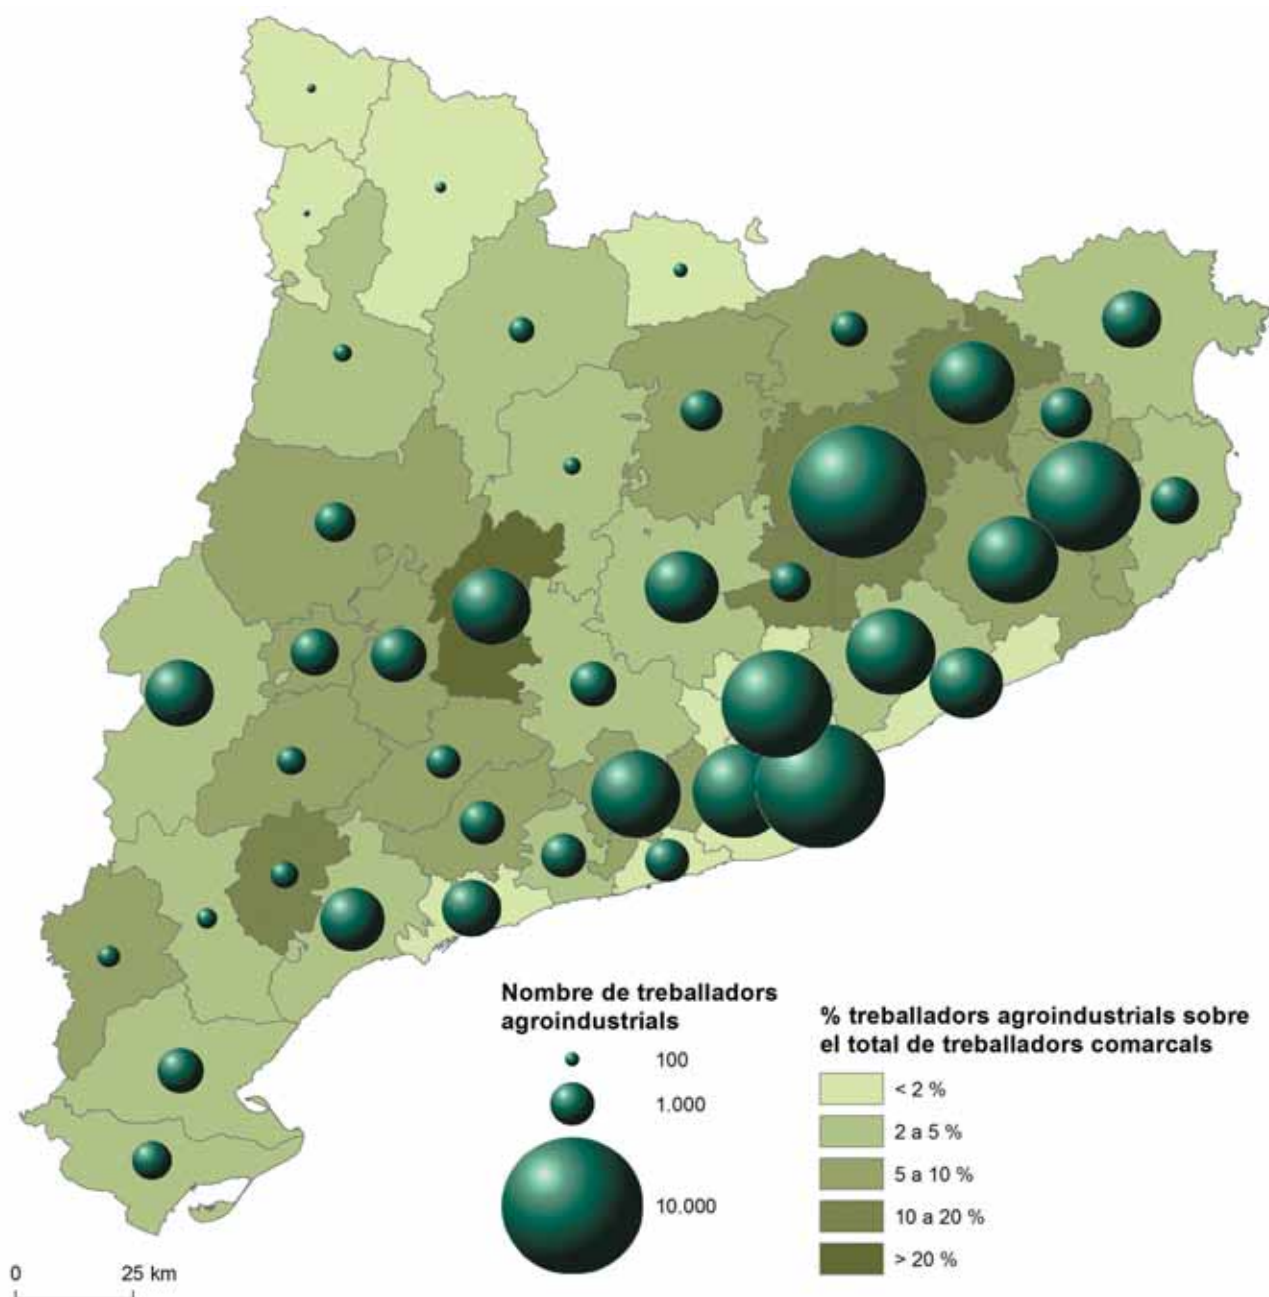 Nombre de treballadors
agroindustrials
100
1.000
10.000
% treballadors agroindustrials sobre
el total de treballadors comarcals
< 2 %
2 a 5 %
5 a 10 %
10 a 20 %
> 20 %
0 25 km